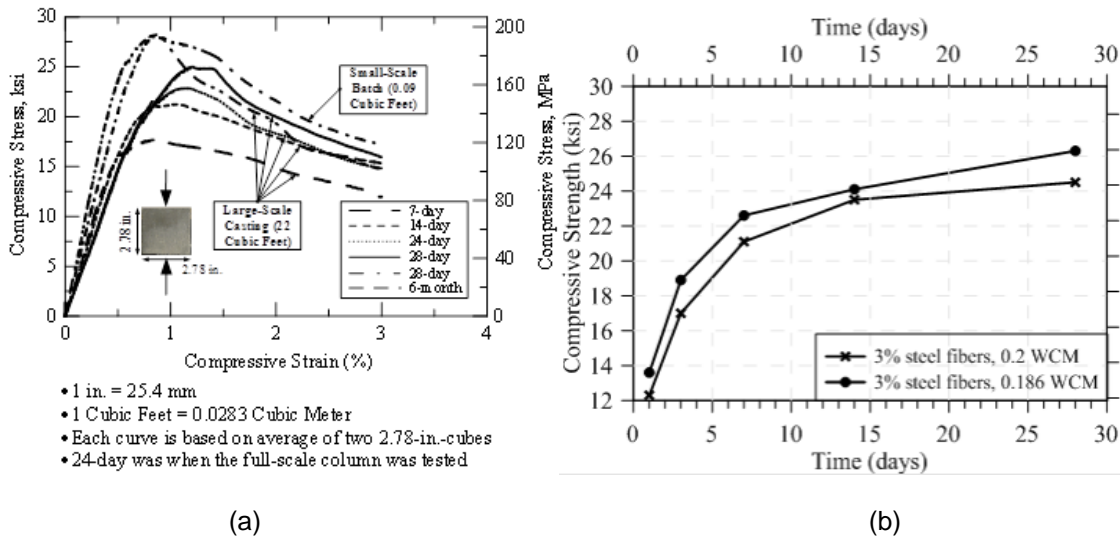 30
25
20
15
10
5
0
Compressive Stress, ksi
200
160
120
80
40
0
Compressive Stress, MPa
Small-Scale
Batch (0.09
Cubic Feet)
Large-Scale
Casting (22
Cubic Feet)
2.78 in.
2.78 in.
7-day
14-day
24-day
28-day
28-day
6-month
0 1 2 3 4
Compressive Strain (%)
• 1 in. = 25.4 mm
• 1 Cubic Feet = 0.0283 Cubic Meter
• Each curve is based on average of two 2.78-in.-cubes
• 24-day was when the full-scale column was tested
(a)
Time (days)
0 5 10 15 20 25 30
30
28
26
24
22
20
18
16
14
12
Compressive Strength (ksi)
3% steel fibers, 0.2 WCM
3% steel fibers, 0.186 WCM
0 5 10 15 20 25 30
Time (days)
(b)